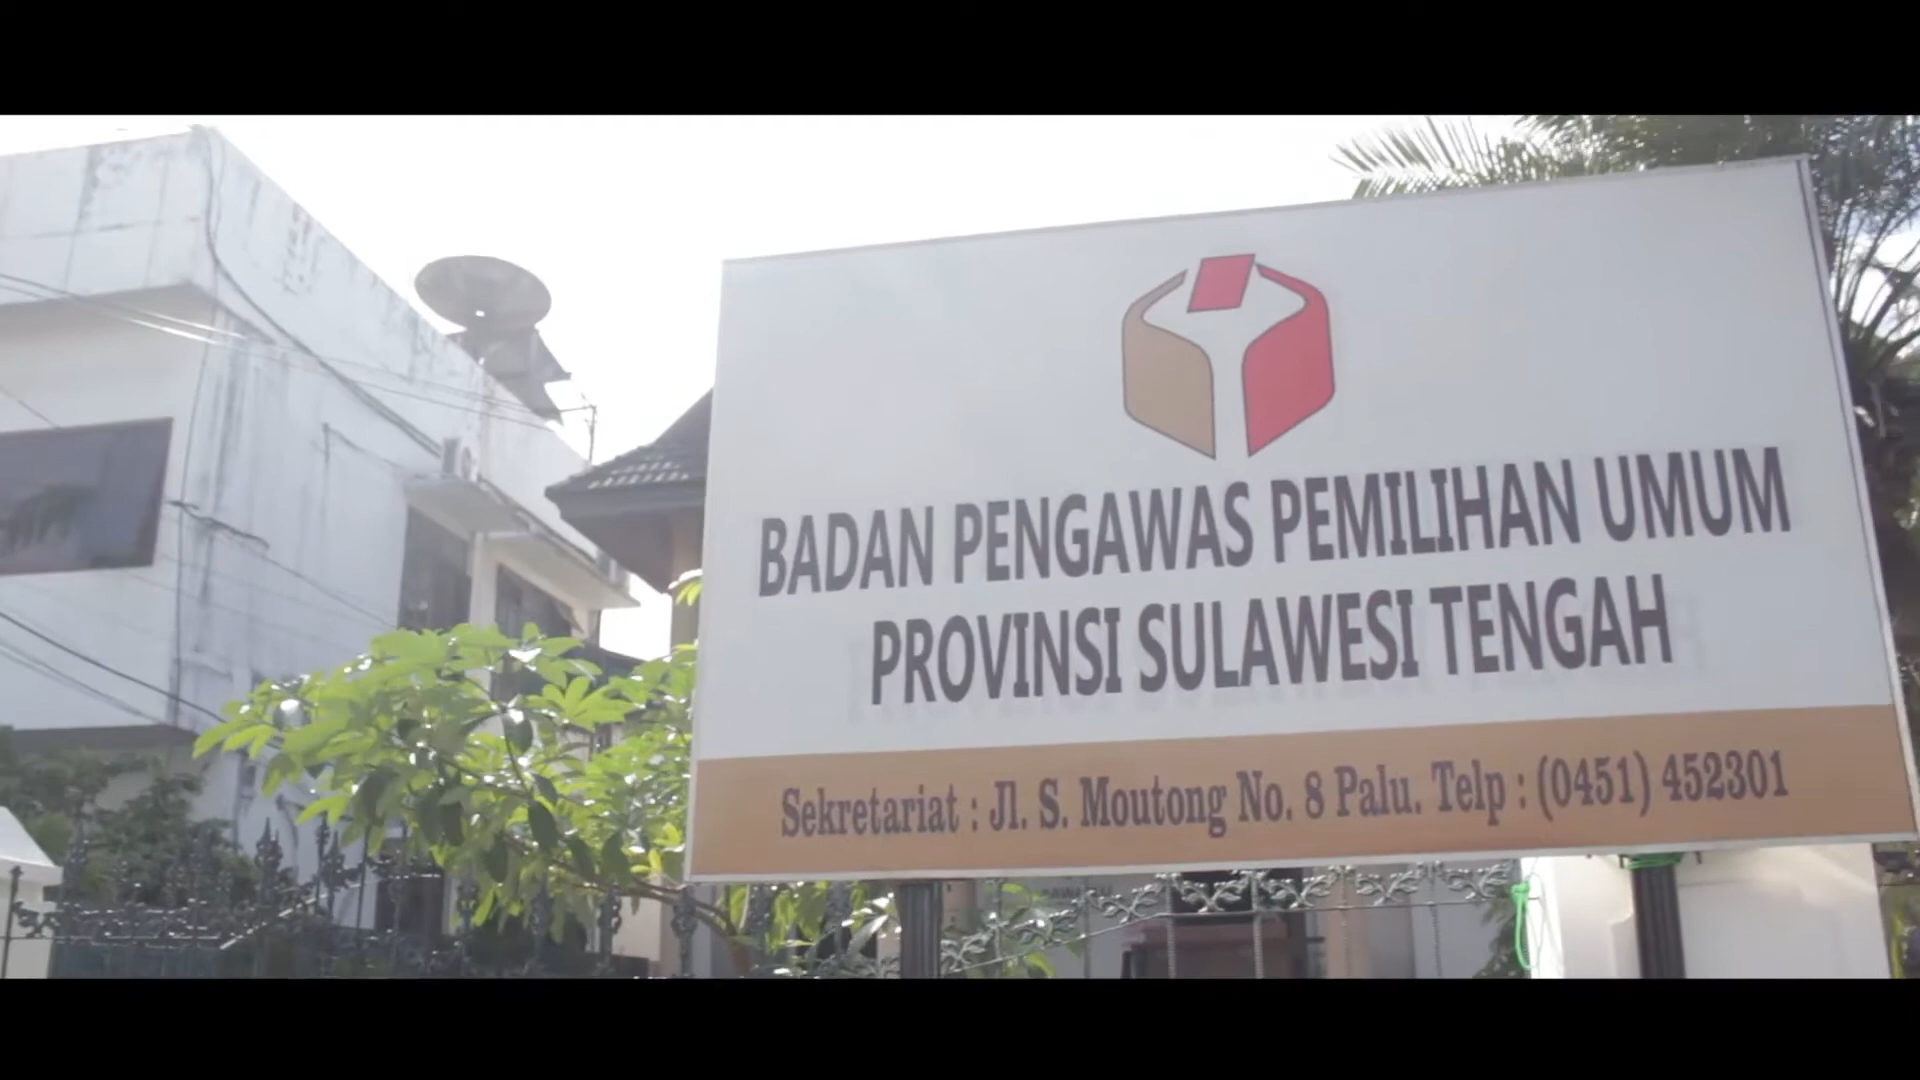 BADAN PENGAWAS PEMILIHAN UMUM
PROVINSI SULAWESI TENGAH
Sekretariat : Jl. S. Moutong No. 8 Palu. Telp : (0451) 452301